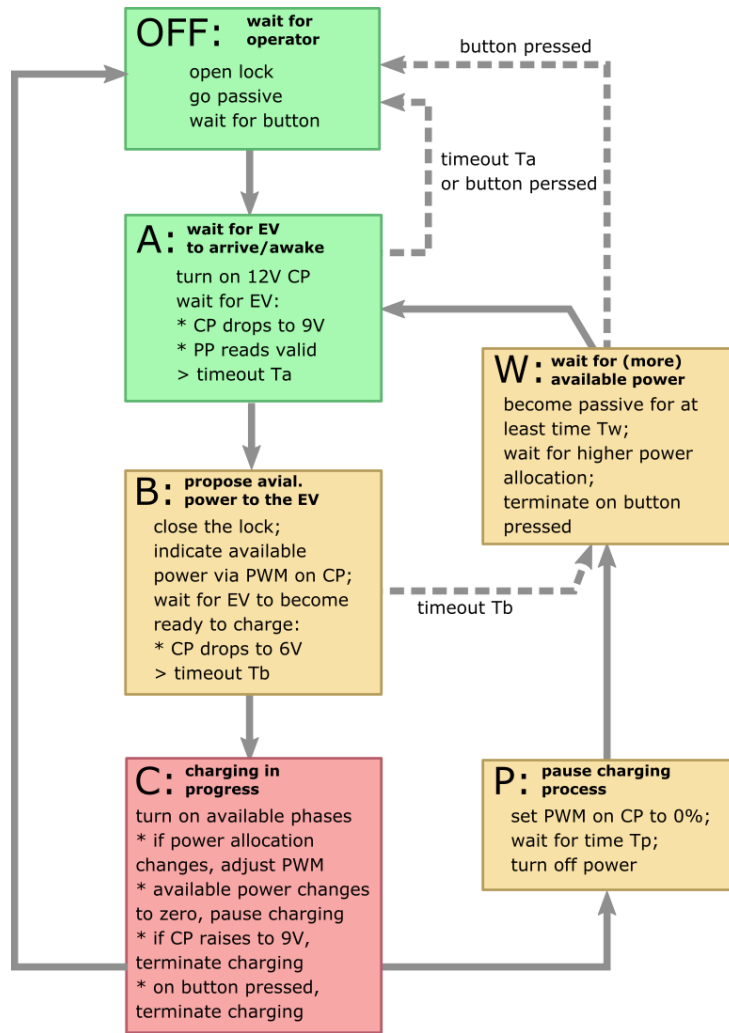 OFF: wait for
operator
open lock
go passive
wait for button
button pressed
timeout Ta
or button perssed
A: wait for EV
to arrive/awake
turn on 12V CP
wait for EV:
* CP drops to 9V
* PP reads valid
> timeout Ta
W: wait for (more)
available power
become passive for at
least time Tw;
wait for higher power
allocation;
terminate on button
pressed
B: propose avial.
power to the EV
close the lock;
indicate available
power via PWM on CP;
wait for EV to become
ready to charge:
* CP drops to 6V
> timeout Tb
timeout Tb
C: charging in
progress
turn on available phases
* if power allocation
changes, adjust PWM
* available power changes
to zero, pause charging
* if CP raises to 9V,
terminate charging
* on button pressed,
terminate charging
P: pause charging
process
set PWM on CP to 0%;
wait for time Tp;
turn off power